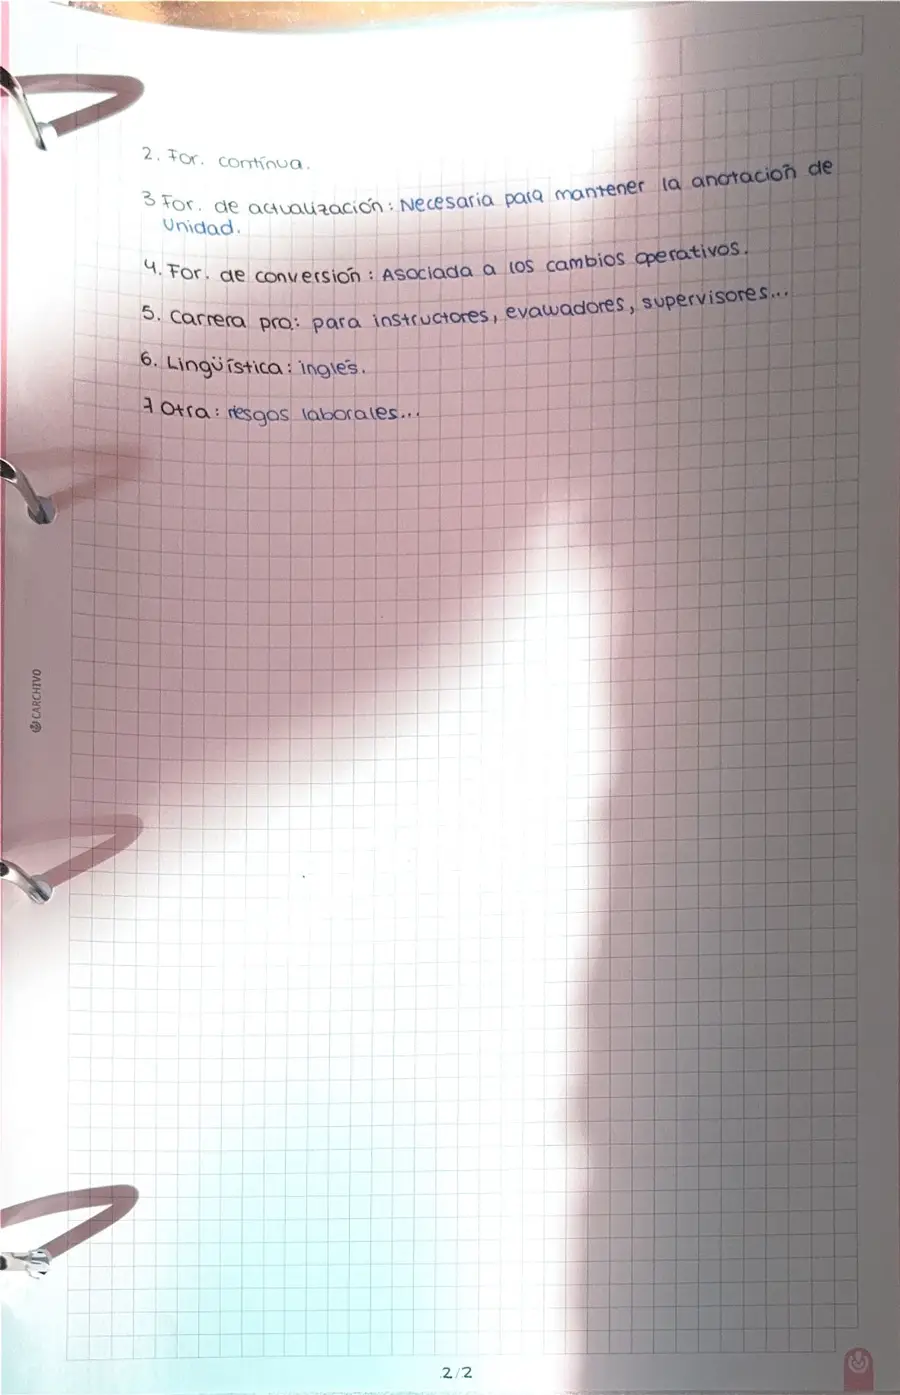 2. For. contínua.
3 For. de actualización: Necesaria para mantener la anotación de
Unidad.
4. For. de conversión: Asociada a los cambios operativos.
5. Carrera pro: para instructores, evaluadores, supervisores...
6. Lingüística: inglés.
7 Otra: riesgos laborales...
CARCHIVO
2/2